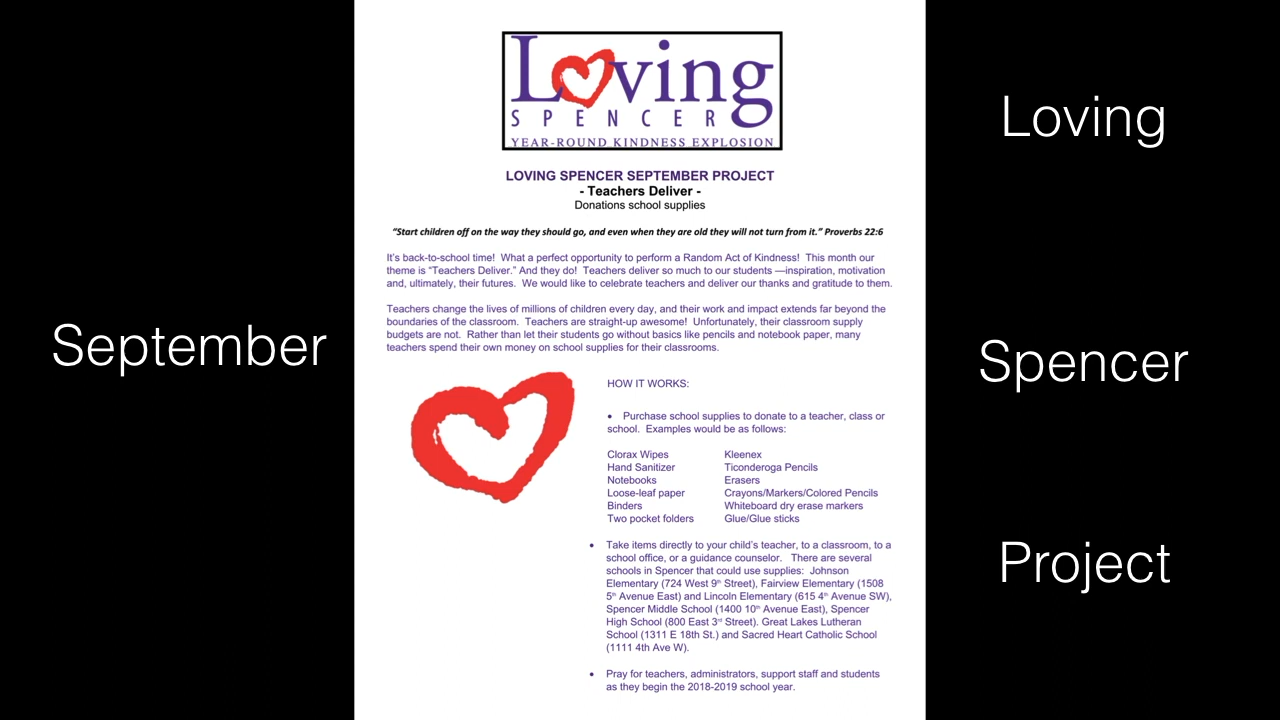 September
Loving
SPENCER
YEAR-ROUND KINDNESS EXPLOSION
LOVING SPENCER SEPTEMBER PROJECT
- Teachers Deliver -
Donations school supplies
“Start children off on the way they should go, and even when they are old they will not turn from it.” Proverbs 22:6
It’s back-to-school time!  What a perfect opportunity to perform a Random Act of Kindness!  This month our
theme is “Teachers Deliver.” And they do!  Teachers deliver so much to our students —inspiration, motivation
and, ultimately, their futures.  We would like to celebrate teachers and deliver our thanks and gratitude to them.
Teachers change the lives of millions of children every day, and their work and impact extends far beyond the
boundaries of the classroom.  Teachers are straight-up awesome!  Unfortunately, their classroom supply
budgets are not.  Rather than let their students go without basics like pencils and notebook paper, many
teachers spend their own money on school supplies for their classrooms.
HOW IT WORKS:
• Purchase school supplies to donate to a teacher, class or
school.  Examples would be as follows:
Clorax Wipes Kleenex
Hand Sanitizer Ticonderoga Pencils
Notebooks Erasers
Loose-leaf paper Crayons/Markers/Colored Pencils
Binders Whiteboard dry erase markers
Two pocket folders Glue/Glue sticks
• Take items directly to your child’s teacher, to a classroom, to a
school office, or a guidance counselor.   There are several
schools in Spencer that could use supplies:  Johnson
Elementary (724 West 9th Street), Fairview Elementary (1508
5th Avenue East) and Lincoln Elementary (615 4th Avenue SW),
Spencer Middle School (1400 10th Avenue East), Spencer
High School (800 East 3rd Street). Great Lakes Lutheran
School (1311 E 18th St.) and Sacred Heart Catholic School
(1111 4th Ave W).
• Pray for teachers, administrators, support staff and students
as they begin the 2018-2019 school year.
Loving
Spencer
Project